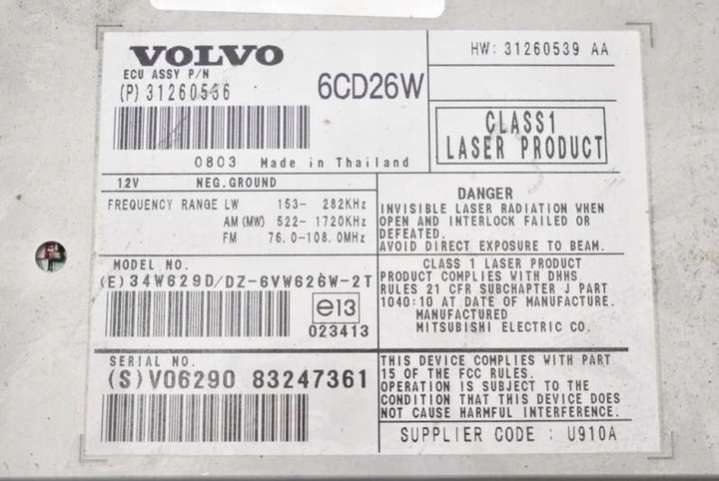 VOLVO
ECU ASSY P/N
(P) 31260536
6CD26W
HW: 31260539 AA
CLASS1
LASER PRODUCT
0803 Made in Thailand
12V NEG.GROUND
FREQUENCY RANGE LW 153- 282KHz
AM(MW) 522- 1720KHz
FM 76.0-108.0MHz
DANGER
INVISIBLE LASER RADIATION WHEN
OPEN AND INTERLOCK FAILED OR
DEFEATED.
AVOID DIRECT EXPOSURE TO BEAM.
MODEL NO.
(E)34W629D/DZ-6VW626W-2T
e13
023413
CLASS 1 LASER PRODUCT
PRODUCT COMPLIES WITH DHHS
RULES 21 CFR SUBCHAPTER J PART
1040:10 AT DATE OF MANUFACTURE.
MANUFACTURED
MITSUBISHI ELECTRIC CO.
SERIAL NO.
(S)V06290 83247361
THIS DEVICE COMPLIES WITH PART
15 OF THE FCC RULES.
OPERATION IS SUBJECT TO THE
CONDITION THAT THIS DEVICE DOES
NOT CAUSE HARMFUL INTERFERENCE.
SUPPLIER CODE : U910A